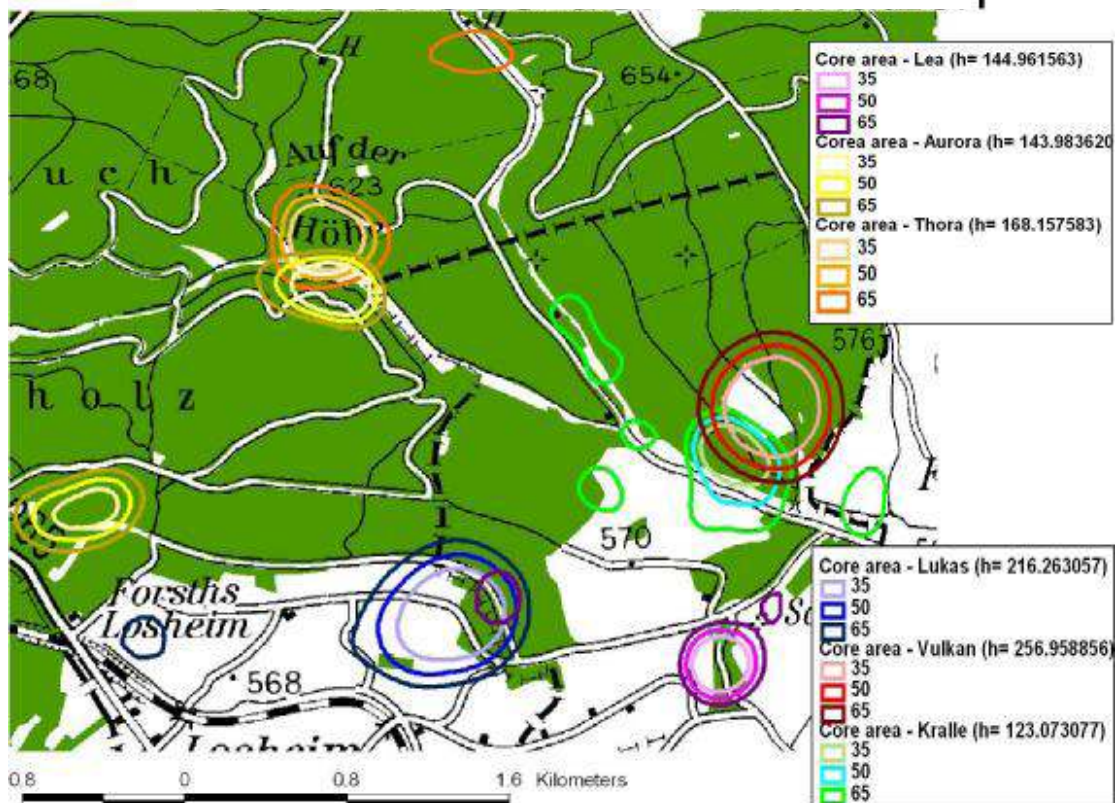 H
H
654
68
Auf der
623
u c h
Höh
h o l z
576
570
Forsths
Losheim
568
Losheim
Core area - Lea (h= 144.961563)
35
50
65
Corea area - Aurora (h= 143.983620
35
50
65
Core area - Thora (h= 168.157583)
35
50
65
Core area - Lukas (h= 216.263057)
35
50
65
Core area - Vulkan (h= 256.958856)
35
50
65
Core area - Kralle (h= 123.073077)
35
50
65
0.8 0 0.8 1.6 Kilometers